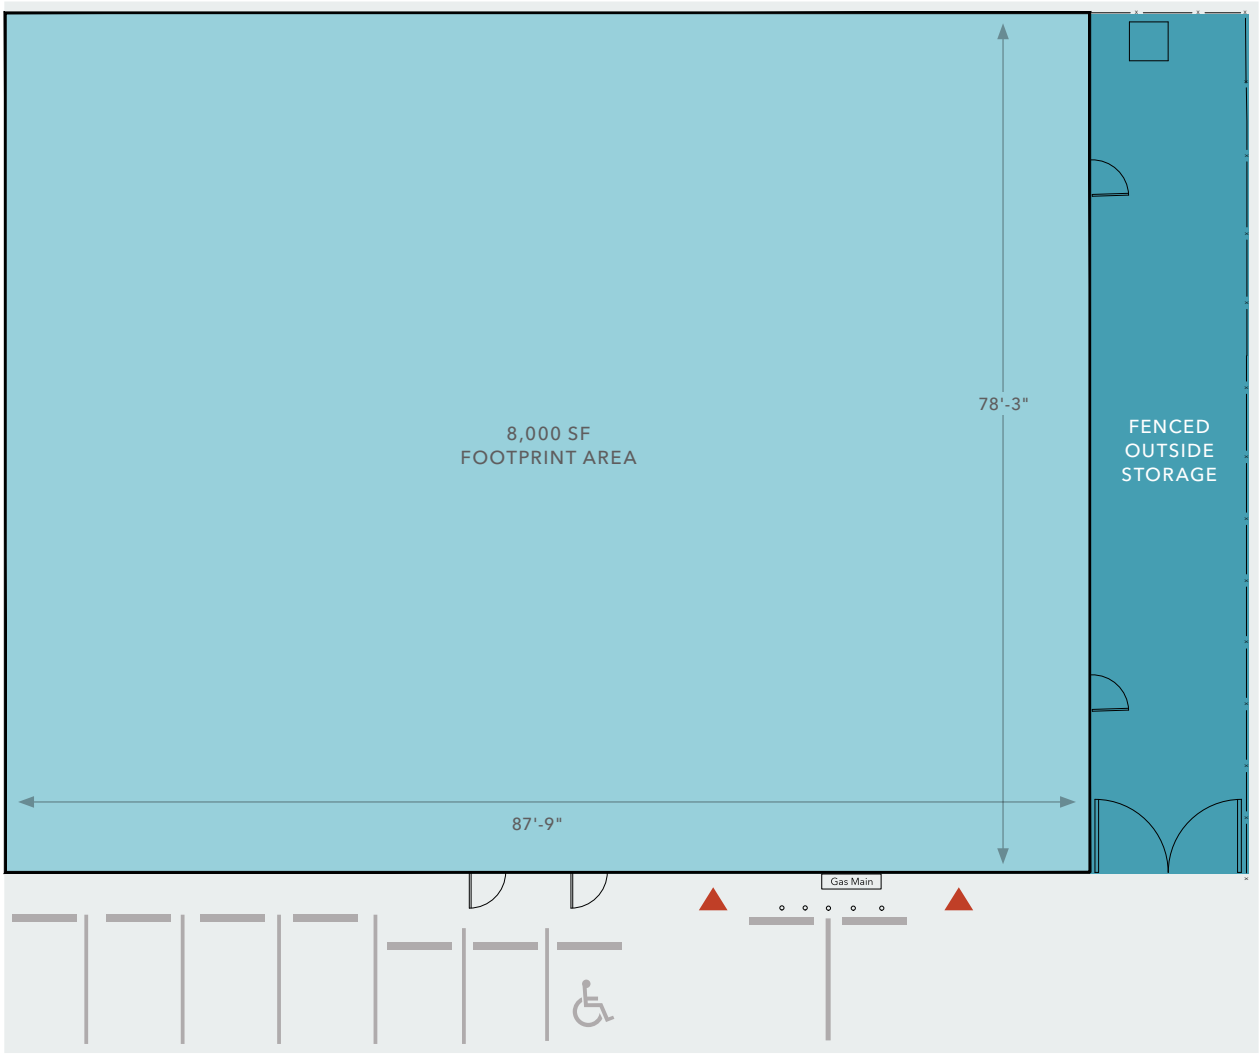 78'-3"
8,000 SF
FOOTPRINT AREA
FENCED
OUTSIDE
STORAGE
87'-9"
Gas Main